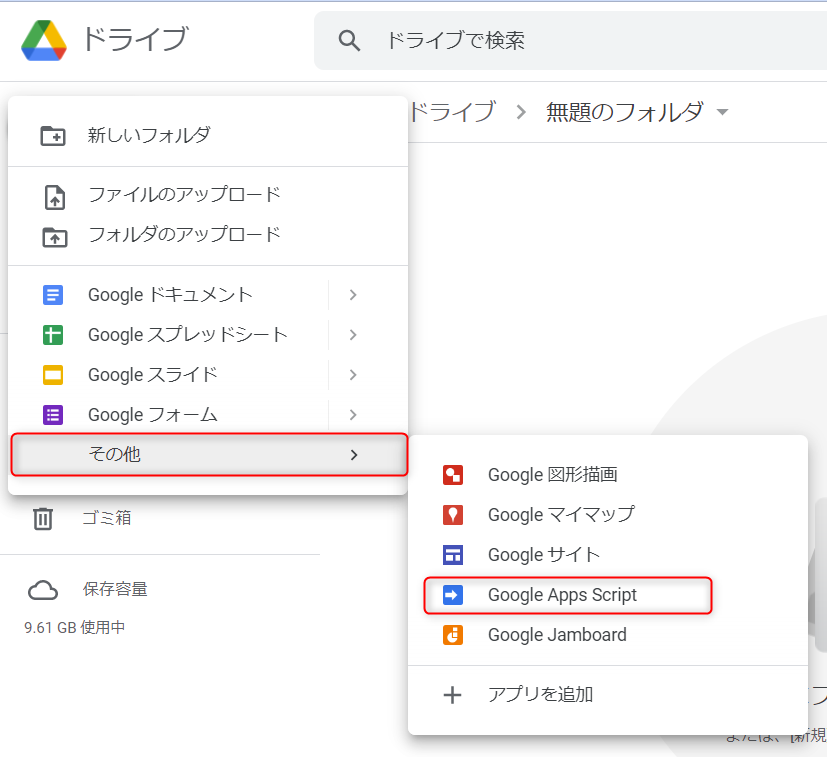 ドライブ
ドライブで検索
ドライブ
無題のフォルダ
新しいフォルダ
ファイルのアップロード
フォルダのアップロード
Google ドキュメント
Google スプレッドシート
Google スライド
Google フォーム
その他
Google 図形描画
Google マイマップ
Google サイト
Google Apps Script
Google Jamboard
アプリを追加
ゴミ箱
保存容量
9.61 GB 使用中